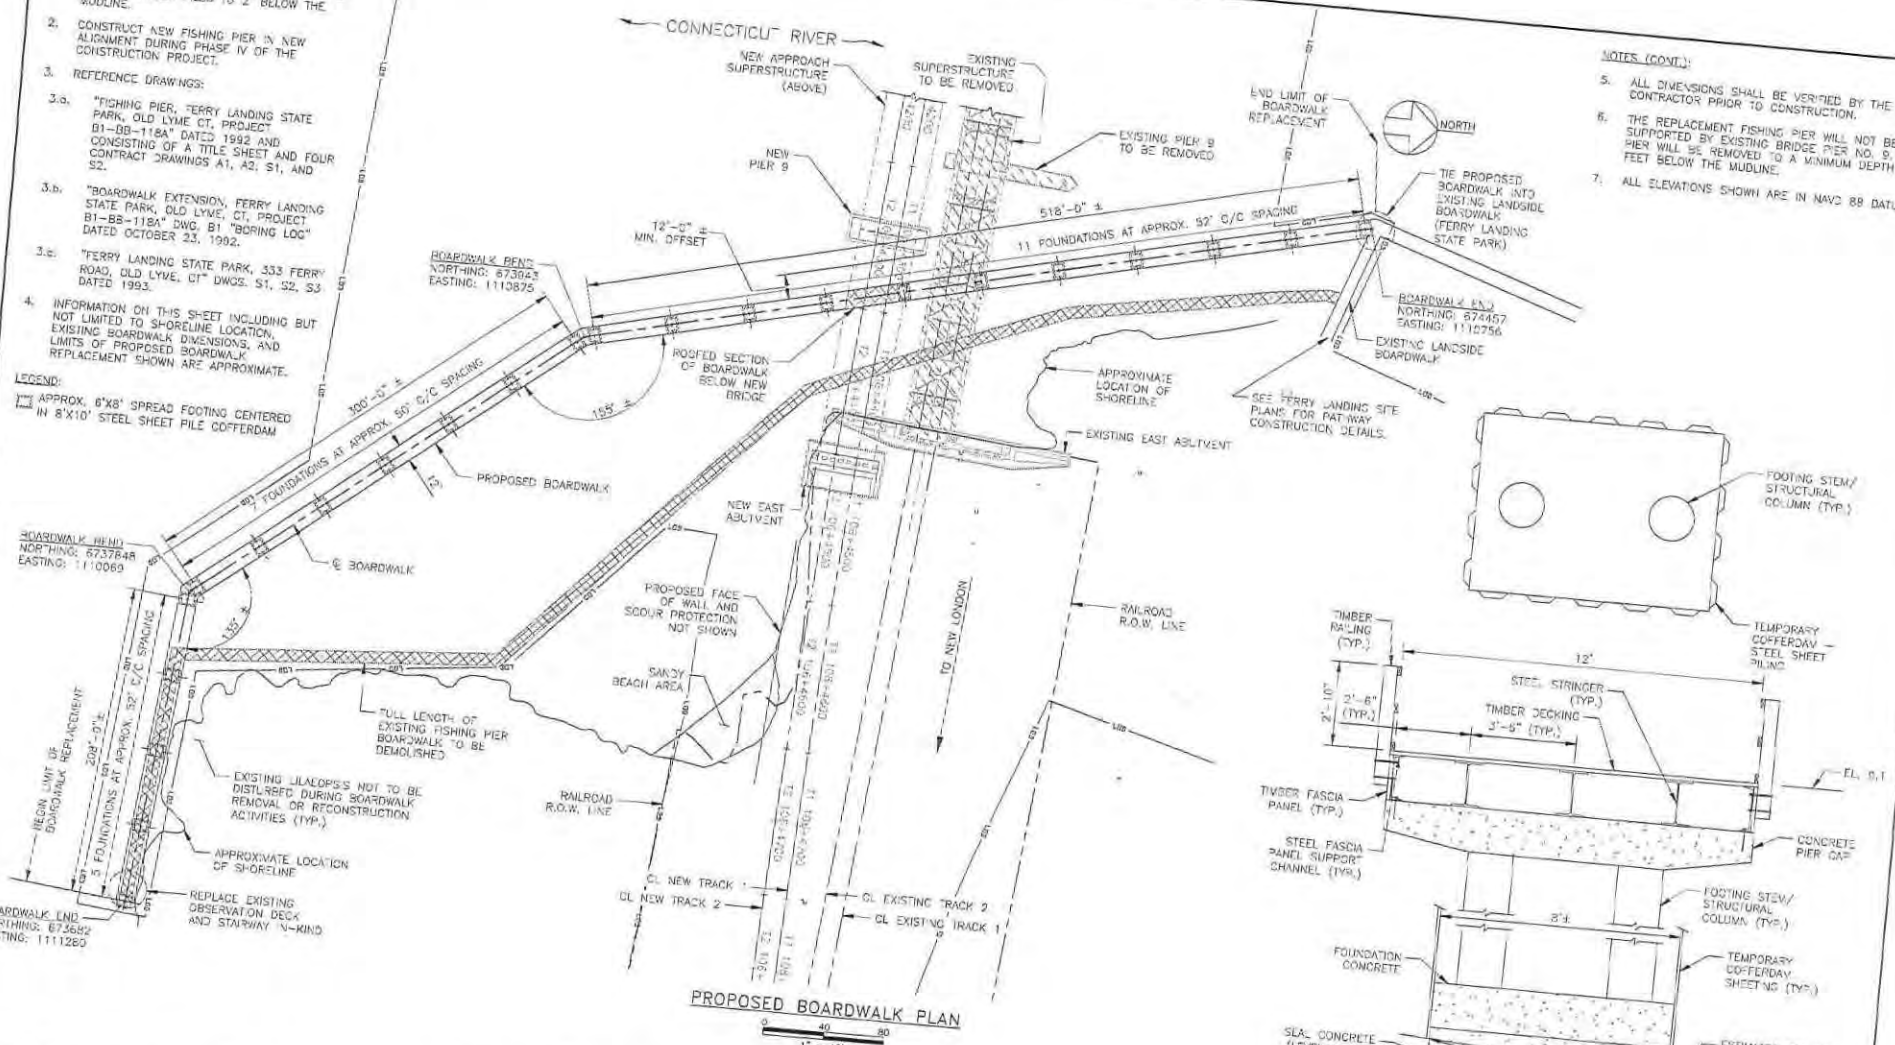 TO 2' BELOW THE
MUDLINE.
2. CONSTRUCT NEW FISHING PIER IN NEW
ALIGNMENT DURING PHASE IV OF THE
CONSTRUCTION PROJECT.
3. REFERENCE DRAWINGS:
3.a. "FISHING PIER, FERRY LANDING STATE
PARK, OLD LYME CT, PROJECT
B1-BB-118A" DATED 1992 AND
CONSISTING OF A TITLE SHEET AND FOUR
CONTRACT DRAWINGS A1, A2, S1, AND
S2.
3.b. "BOARDWALK EXTENSION, FERRY LANDING
STATE PARK, OLD LYME, CT, PROJECT
B1-BB-118A" DWG. B1 "BORING LOG"
DATED OCTOBER 23, 1992.
3.c. "FERRY LANDING STATE PARK, 333 FERRY
ROAD, OLD LYME, CT" DWGS. S1, S2, S3
DATED 1993.
4. INFORMATION ON THIS SHEET INCLUDING BUT
NOT LIMITED TO SHORELINE LOCATION,
EXISTING BOARDWALK DIMENSIONS, AND
LIMITS OF PROPOSED BOARDWALK
REPLACEMENT SHOWN ARE APPROXIMATE.
LEGEND:
APPROX. 6'X8' SPREAD FOOTING CENTERED
IN 8'X10' STEEL SHEET PILE COFFERDAM
CONNECTICUT RIVER
NEW APPROACH
SUPERSTRUCTURE
(ABOVE)
EXISTING
SUPERSTRUCTURE
TO BE REMOVED
NEW
PIER 9
EXISTING PIER 9
TO BE REMOVED
END LIMIT OF
BOARDWALK
REPLACEMENT
NORTH
TIE PROPOSED
BOARDWALK INTO
EXISTING LANDSIDE
BOARDWALK
(FERRY LANDING
STATE PARK)
NOTES (CONT.):
5. ALL DIMENSIONS SHALL BE VERIFIED BY THE
CONTRACTOR PRIOR TO CONSTRUCTION.
6. THE REPLACEMENT FISHING PIER WILL NOT BE
SUPPORTED BY EXISTING BRIDGE PIER NO. 9.
PIER WILL BE REMOVED TO A MINIMUM DEPTH
FEET BELOW THE MUDLINE.
7. ALL ELEVATIONS SHOWN ARE IN NAVD 88 DATU
518'-0" ±
11 FOUNDATIONS AT APPROX. 52' C/C SPACING
12'-0" ±
MIN. OFFSET
BOARDWALK BEND
NORTHING: 673943
EASTING: 1110875
BOARDWALK END
NORTHING: 674457
EASTING: 1110756
EXISTING LANDSIDE
BOARDWALK
ROOFED SECTION
OF BOARDWALK
BELOW NEW
BRIDGE
APPROXIMATE
LOCATION OF
SHORELINE
SEE FERRY LANDING SITE
PLANS FOR PATHWAY
CONSTRUCTION DETAILS.
300'-0" ±
7 FOUNDATIONS AT APPROX. 50' C/C SPACING
155° ±
12'
PROPOSED BOARDWALK
EXISTING EAST ABUTMENT
NEW EAST
ABUTMENT
BOARDWALK BEND
NORTHING: 6737848
EASTING: 1110069
℄ BOARDWALK
135° ±
PROPOSED FACE
OF WALL AND
SCOUR PROTECTION
NOT SHOWN
TO NEW LONDON
RAILROAD
R.O.W. LINE
SANDY
BEACH AREA
FULL LENGTH OF
EXISTING FISHING PIER
BOARDWALK TO BE
DEMOLISHED
BEGIN LIMIT OF
BOARDWALK REPLACEMENT
208'-0"±
5 FOUNDATIONS AT APPROX. 52' C/C SPACING
EXISTING LILAEOPSIS NOT TO BE
DISTURBED DURING BOARDWALK
REMOVAL OR RECONSTRUCTION
ACTIVITIES (TYP.)
RAILROAD
R.O.W. LINE
APPROXIMATE LOCATION
OF SHORELINE
REPLACE EXISTING
OBSERVATION DECK
AND STAIRWAY IN-KIND
ARDWALK END
RTHING: 673682
STING: 1111280
CL NEW TRACK 1
CL NEW TRACK 2
CL EXISTING TRACK 2
CL EXISTING TRACK 1
PROPOSED BOARDWALK PLAN
0 40 80
FOOTING STEM/
STRUCTURAL
COLUMN (TYP.)
TEMPORARY
COFFERDAM –
STEEL SHEET
PILING
TIMBER
RAILING
(TYP.)
12'
STEEL STRINGER
(TYP.)
TIMBER DECKING
2'-10"
2'-6"
(TYP.)
3'-6" (TYP.)
TIMBER FASCIA
PANEL (TYP.)
STEEL FASCIA
PANEL SUPPORT
CHANNEL (TYP.)
CONCRETE
PIER CAP
FOOTING STEM/
STRUCTURAL
COLUMN (TYP.)
8'±
FOUNDATION
CONCRETE
TEMPORARY
COFFERDAM
SHEETING (TYP.)
SEAL CONCRETE